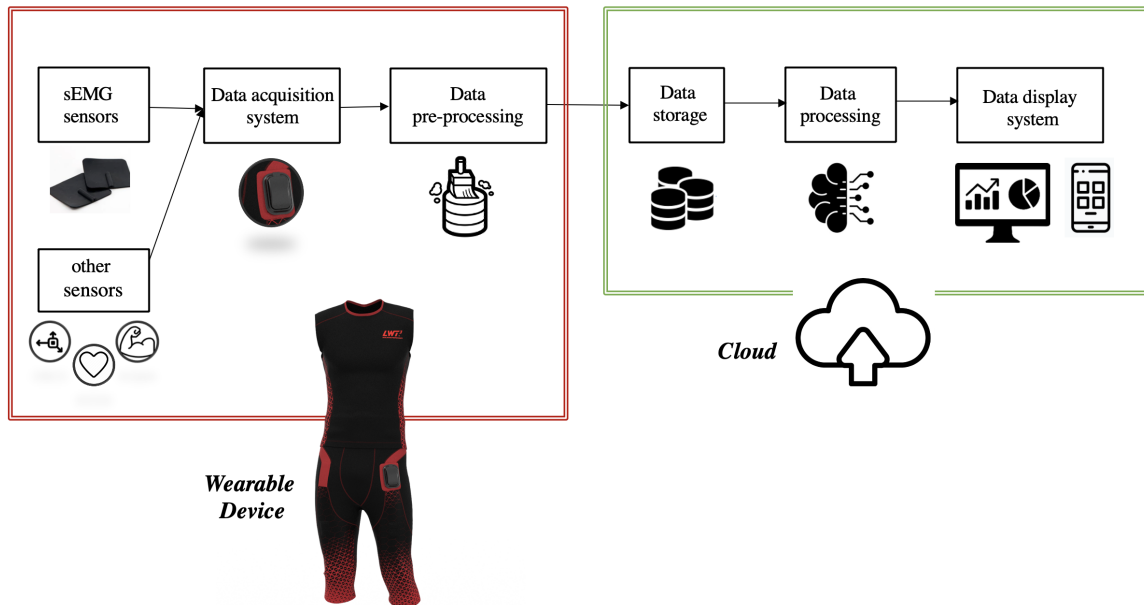 sEMG
sensors
Data acquisition
system
Data
pre-processing
Data
storage
Data
processing
Data display
system
other
sensors
LWT3
Cloud
Wearable
Device